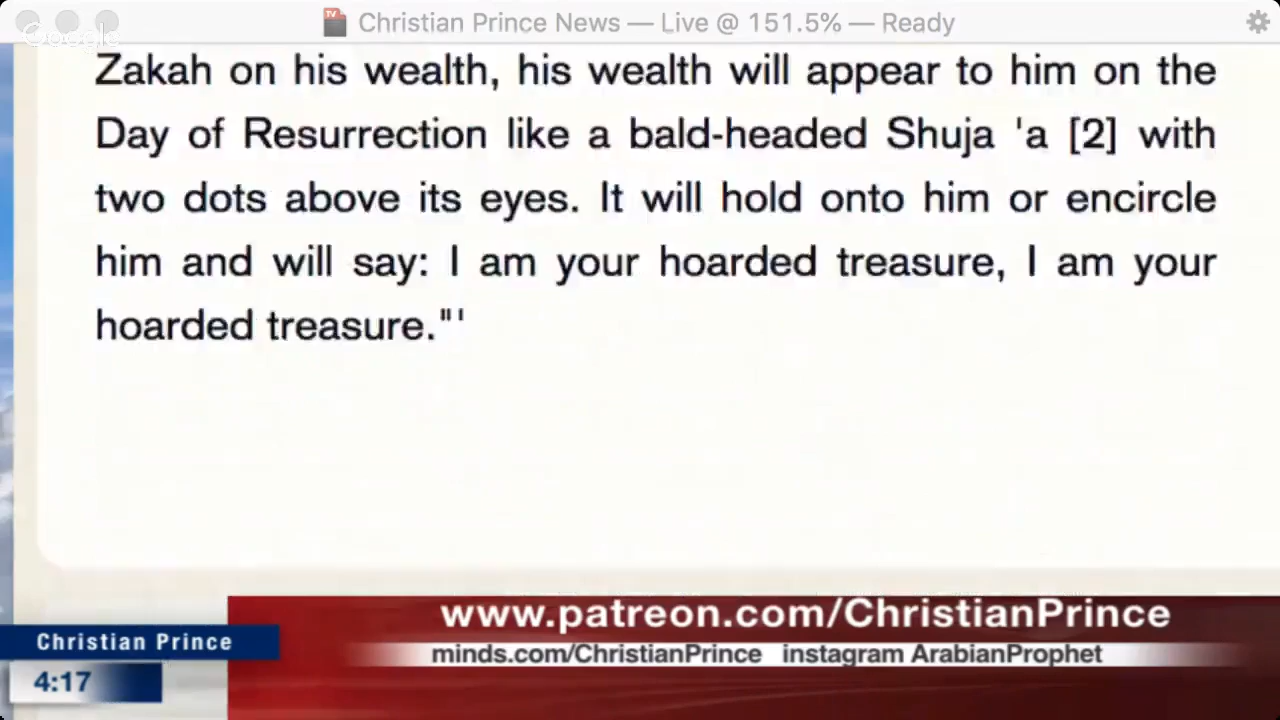 Christian Prince News — Live @ 151.5% — Ready
Google
Zakah on his wealth, his wealth will appear to him on the
Day of Resurrection like a bald-headed Shuja 'a [2] with
two dots above its eyes. It will hold onto him or encircle
him and will say: I am your hoarded treasure, I am your
hoarded treasure."'
www.patreon.com/ChristianPrince
Christian Prince
minds.com/ChristianPrince instagram ArabianProphet
4:17